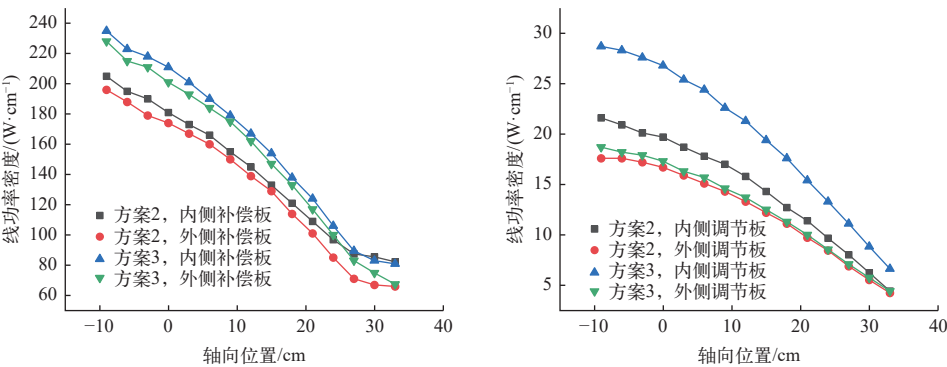 线功率密度/(W·cm⁻¹)
240
220
200
180
160
140
120
100
80
60
方案2，内侧补偿板
方案2，外侧补偿板
方案3，内侧补偿板
方案3，外侧补偿板
−10 0 10 20 30 40
轴向位置/cm
线功率密度/(W·cm⁻¹)
30
25
20
15
10
5
方案2，内侧调节板
方案2，外侧调节板
方案3，内侧调节板
方案3，外侧调节板
−10 0 10 20 30 40
轴向位置/cm